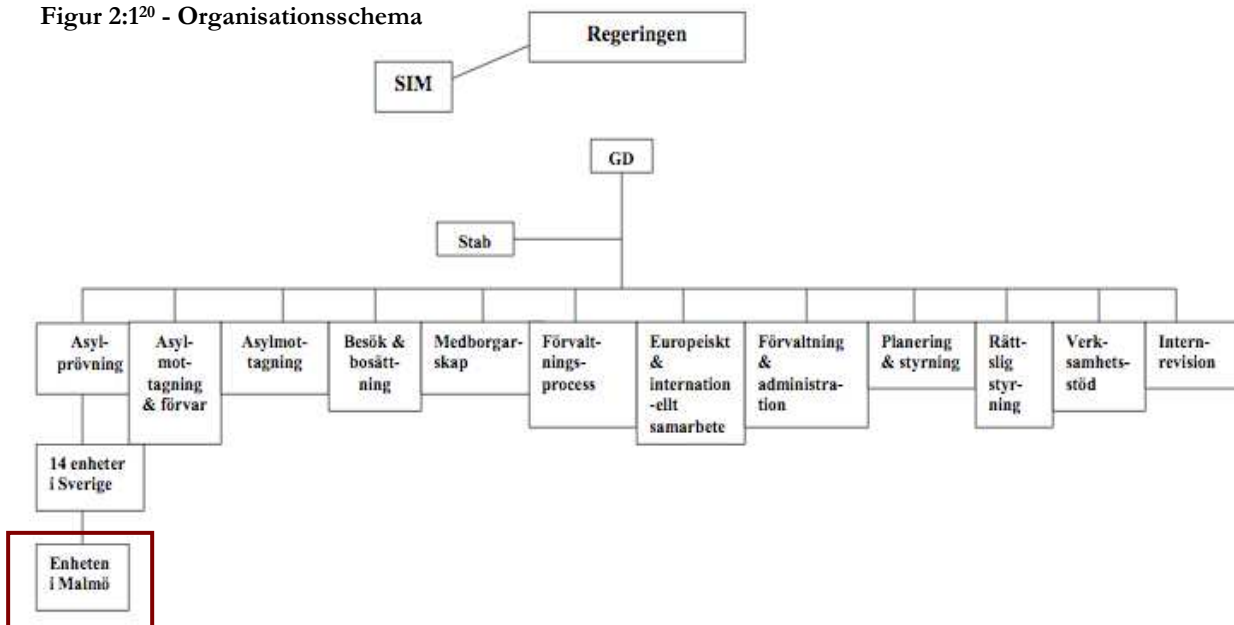 Figur 2:1²⁰ - Organisationsschema
Regeringen
SIM
GD
Stab
Asyl-
prövning
Asyl-
mot-
tagning
& förvar
Asylmot-
tagning
Besök &
bosätt-
ning
Medborgar-
skap
Förvalt-
nings-
process
Europeiskt
&
internation
-ellt
samarbete
Förvaltning
&
administra-
tion
Planering
& styrning
Rätt-
slig
styr-
ning
Verk-
samhets-
stöd
Intern-
revision
14 enheter
i Sverige
Enheten
i Malmö